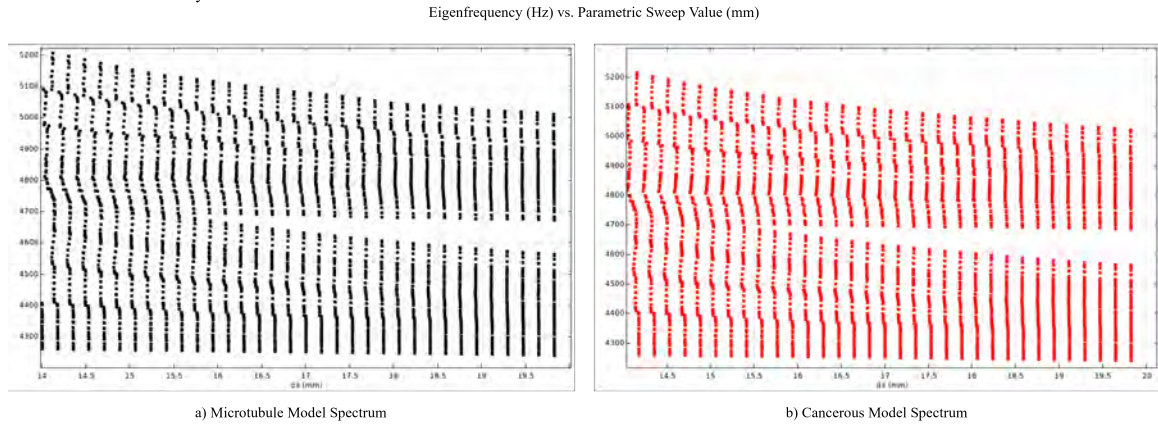 y
Eigenfrequency (Hz) vs. Parametric Sweep Value (mm)
5200
5100
5000
4900
4800
4700
4600
4500
4400
4300
14 14.5 15 15.5 16 16.5 17 17.5 18 18.5 19 19.5
dx (mm)
a) Microtubule Model Spectrum
5200
5100
5000
4900
4800
4700
4600
4500
4400
4300
14.5 15 15.5 16 16.5 17 17.5 18 18.5 19 19.5 20
dx (mm)
b) Cancerous Model Spectrum